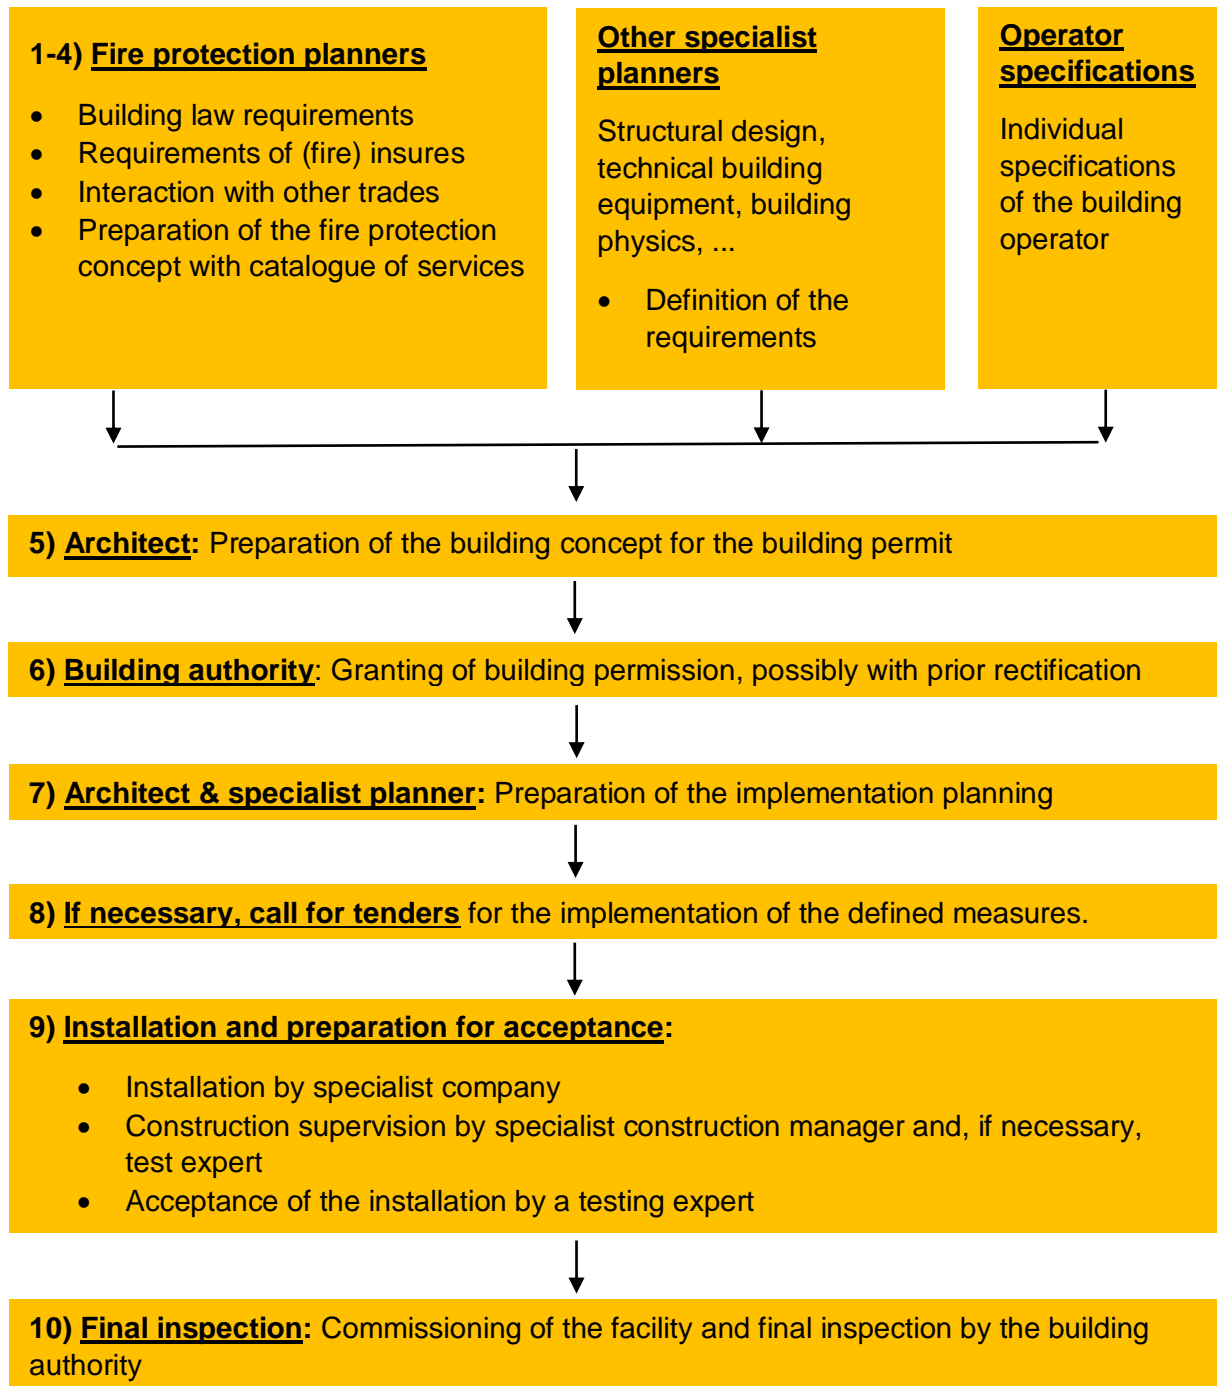 1-4) Fire protection planners
• Building law requirements
• Requirements of (fire) insures
• Interaction with other trades
• Preparation of the fire protection
concept with catalogue of services
Other specialist
planners
Structural design,
technical building
equipment, building
physics, ...
• Definition of the
requirements
Operator
specifications
Individual
specifications
of the building
operator
5) Architect: Preparation of the building concept for the building permit
6) Building authority: Granting of building permission, possibly with prior rectification
7) Architect & specialist planner: Preparation of the implementation planning
8) If necessary, call for tenders for the implementation of the defined measures.
9) Installation and preparation for acceptance:
• Installation by specialist company
• Construction supervision by specialist construction manager and, if necessary,
test expert
• Acceptance of the installation by a testing expert
10) Final inspection: Commissioning of the facility and final inspection by the building
authority